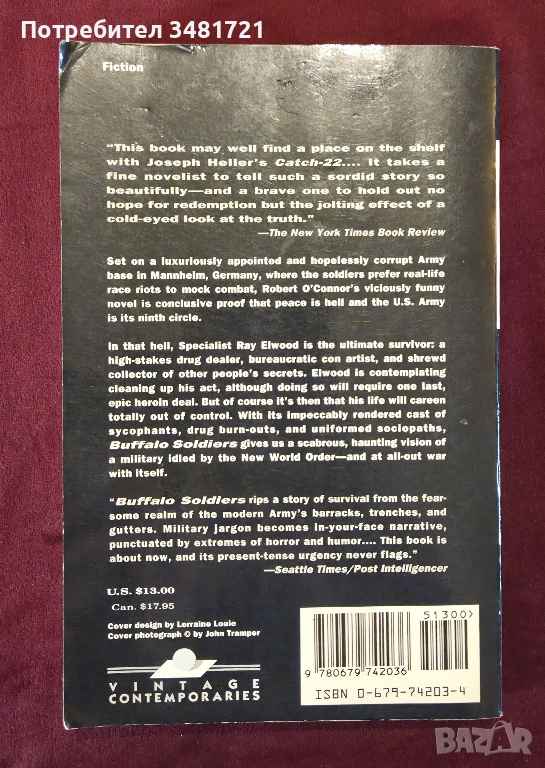 Потребител 3481721
Fiction
"This book may well find a place on the shelf
with Joseph Heller's Catch-22.... It takes a
fine novelist to tell such a sordid story so
beautifully—and a brave one to hold out no
hope for redemption but the jolting effect of a
cold-eyed look at the truth."
—The New York Times Book Review
Set on a luxuriously appointed and hopelessly corrupt Army
base in Mannheim, Germany, where the soldiers prefer real-life
race riots to mock combat, Robert O'Connor's viciously funny
novel is conclusive proof that peace is hell and the U.S. Army
is its ninth circle.
In that hell, Specialist Ray Elwood is the ultimate survivor: a
high-stakes drug dealer, bureaucratic con artist, and shrewd
collector of other people's secrets. Elwood is contemplating
cleaning up his act, although doing so will require one last,
epic heroin deal. But of course it's then that his life will careen
totally out of control. With its impeccably rendered cast of
sycophants, drug burn-outs, and uniformed sociopaths,
Buffalo Soldiers gives us a scabrous, haunting vision of
a military idled by the New World Order—and at all-out war
with itself.
"Buffalo Soldiers rips a story of survival from the fear-
some realm of the modern Army's barracks, trenches, and
gutters. Military jargon becomes in-your-face narrative,
punctuated by extremes of horror and humor.... This book is
about now, and its present-tense urgency never flags."
—Seattle Times/Post Intelligencer
U.S. $13.00
Can. $17.95
Cover design by Lorraine Louie
Cover photograph © by John Tramper
VINTAGE
CONTEMPORARIES
51300>
9 780679 742036
ISBN 0-679-74203-4
BAZAR